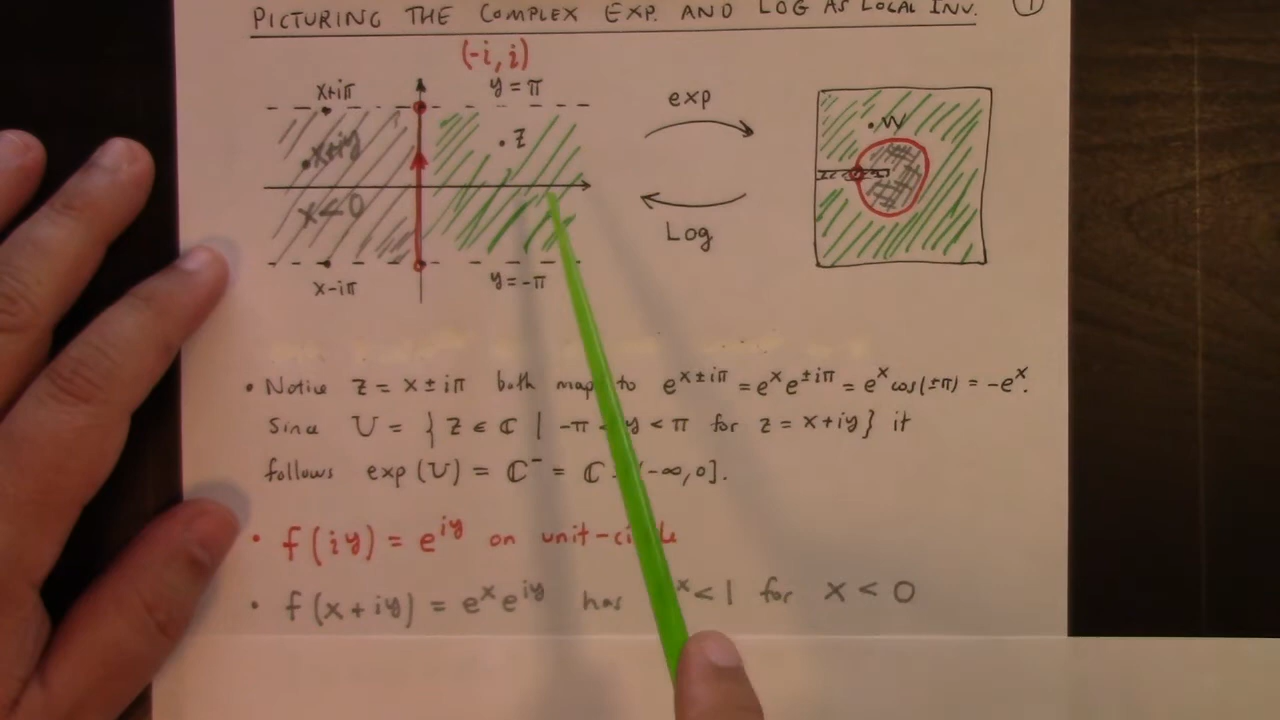 PICTURING THE COMPLEX EXP. AND LOG AS LOCAL INV. ①
(-i, i)
x+iπ
y = π
exp
x+iy
z
w
x<0
Log
x-iπ
y=-π
• Notice z = x ± iπ both map to e^{x±iπ} = e^x e^{±iπ} = e^x cos(±π) = -e^x.
Since U = { z ∈ ℂ | -π < y < π for z = x+iy } it
follows exp(U) = ℂ⁻ = ℂ - (-∞,0].
• f(iy) = e^{iy} on unit-circle
• f(x+iy) = e^x e^{iy} has ^x < 1 for x < 0